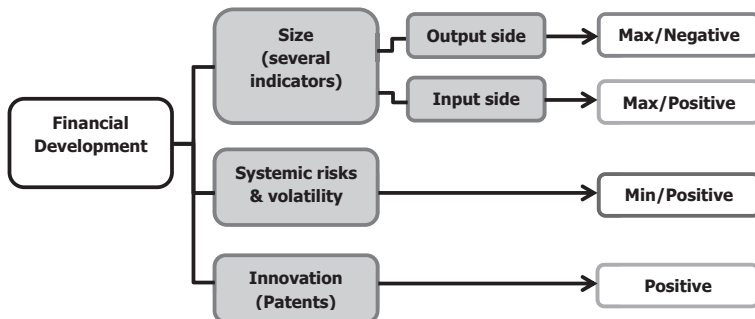 Financial
Development
Size
(several
indicators)
Output side
Max/Negative
Input side
Max/Positive
Systemic risks
& volatility
Min/Positive
Innovation
(Patents)
Positive